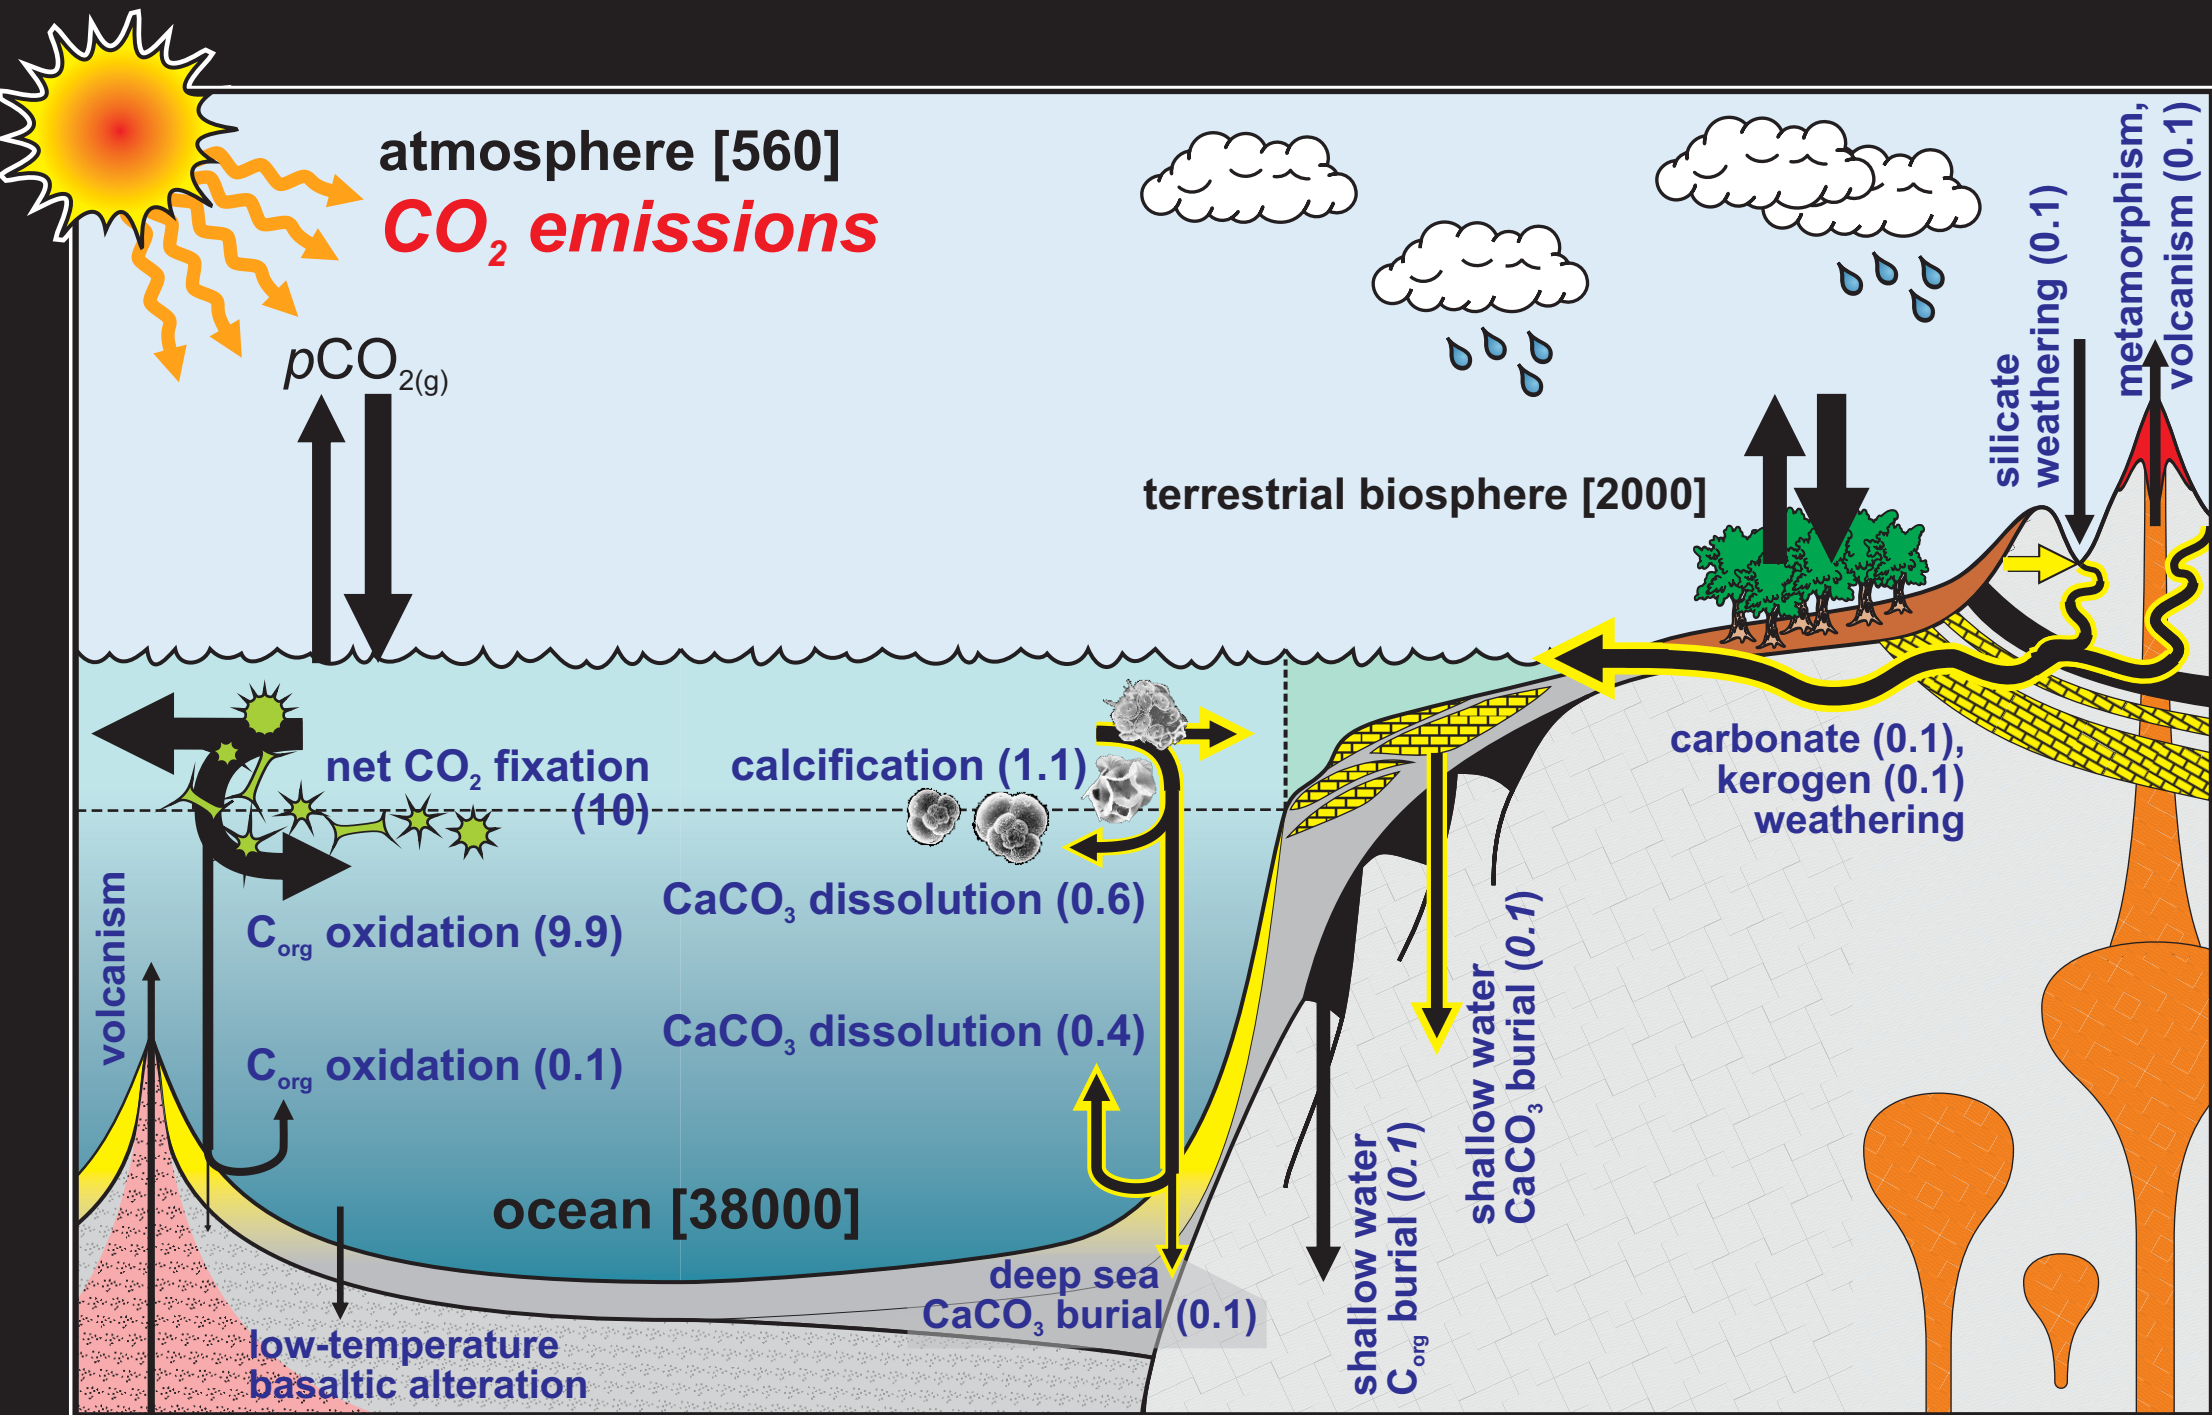 atmosphere [560]
CO₂ emissions
pCO₂(g)
metamorphism,
volcanism (0.1)
silicate
weathering (0.1)
terrestrial biosphere [2000]
net CO₂ fixation
(10)
calcification (1.1)
carbonate (0.1),
kerogen (0.1)
weathering
volcanism
Corg oxidation (9.9)
CaCO₃ dissolution (0.6)
Corg oxidation (0.1)
CaCO₃ dissolution (0.4)
shallow water
CaCO₃ burial (0.1)
shallow water
Corg burial (0.1)
ocean [38000]
deep sea
CaCO₃ burial (0.1)
low-temperature
basaltic alteration